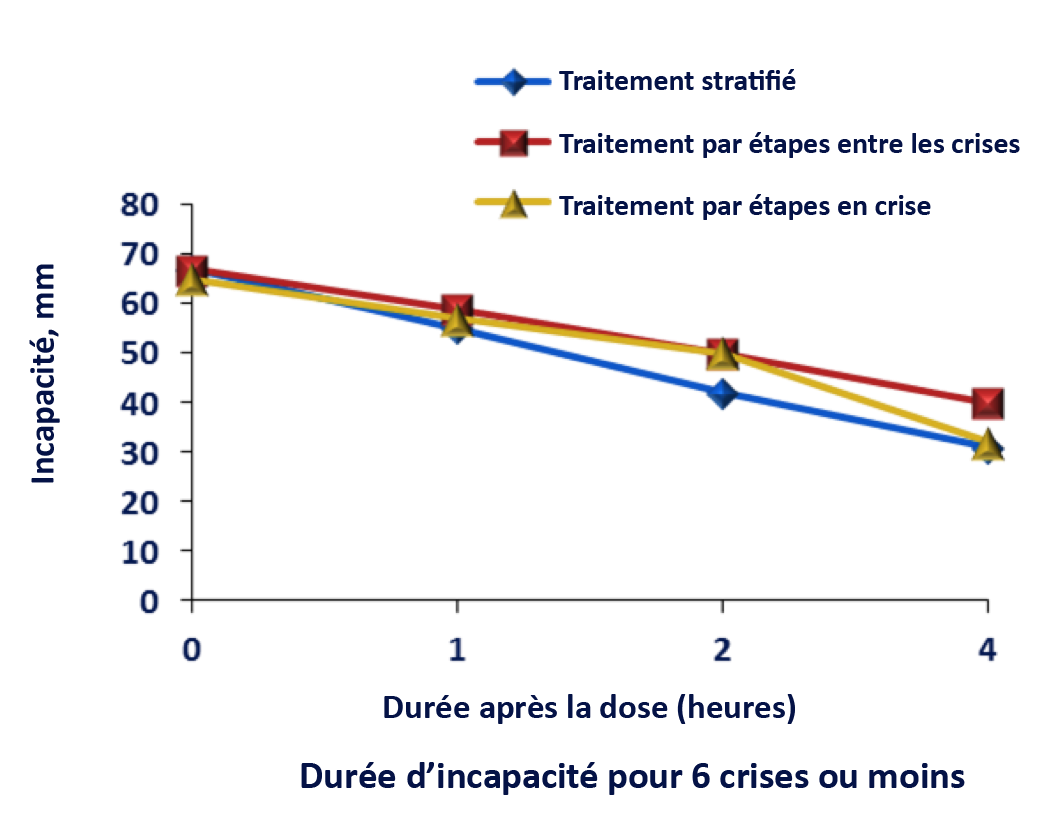 Traitement stratifié
Traitement par étapes entre les crises
Traitement par étapes en crise
Incapacité, mm
80
70
60
50
40
30
20
10
0
0 1 2 4
Durée après la dose (heures)
Durée d’incapacité pour 6 crises ou moins